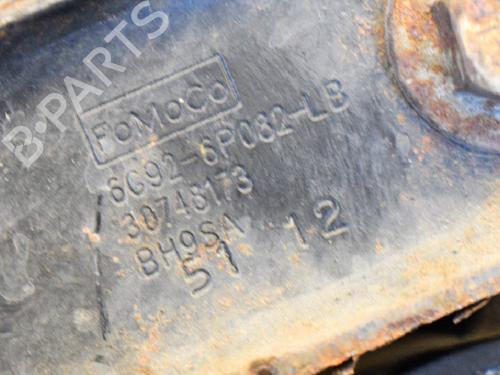 B-PARTS
FoMoCo
6G92-6P082-LB
30748173
BH9SA
51 12